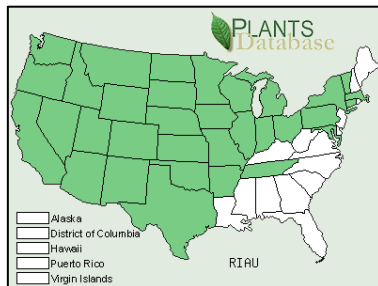 PLANTS
Database
Alaska
District of Columbia
Hawaii
Puerto Rico
Virgin Islands
RIAU